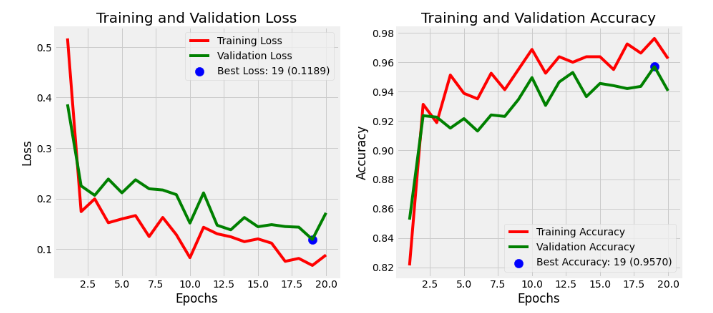 Training and Validation Loss
Training Loss
Validation Loss
Best Loss: 19 (0.1189)
Loss
0.5
0.4
0.3
0.2
0.1
2.5 5.0 7.5 10.0 12.5 15.0 17.5 20.0
Epochs
Training and Validation Accuracy
Accuracy
0.98
0.96
0.94
0.92
0.90
0.88
0.86
0.84
0.82
Training Accuracy
Validation Accuracy
Best Accuracy: 19 (0.9570)
2.5 5.0 7.5 10.0 12.5 15.0 17.5 20.0
Epochs